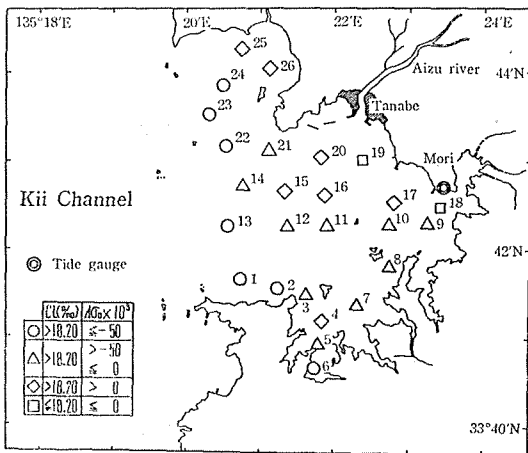 135°18'E
20'E
22'E
24'E
25
26
24
23
22
21
20
19
14
15
16
17
18
13
12
11
10
9
1
2
3
4
5
6
7
8
Aizu river
44'N
Tanabe
Mori
Kii Channel
42'N
Tide gauge
>18.20 ≤-50
>18.20 >-50 ≤ 0
>18.20 > 0
≤18.20 ≤ 0
33°40'N